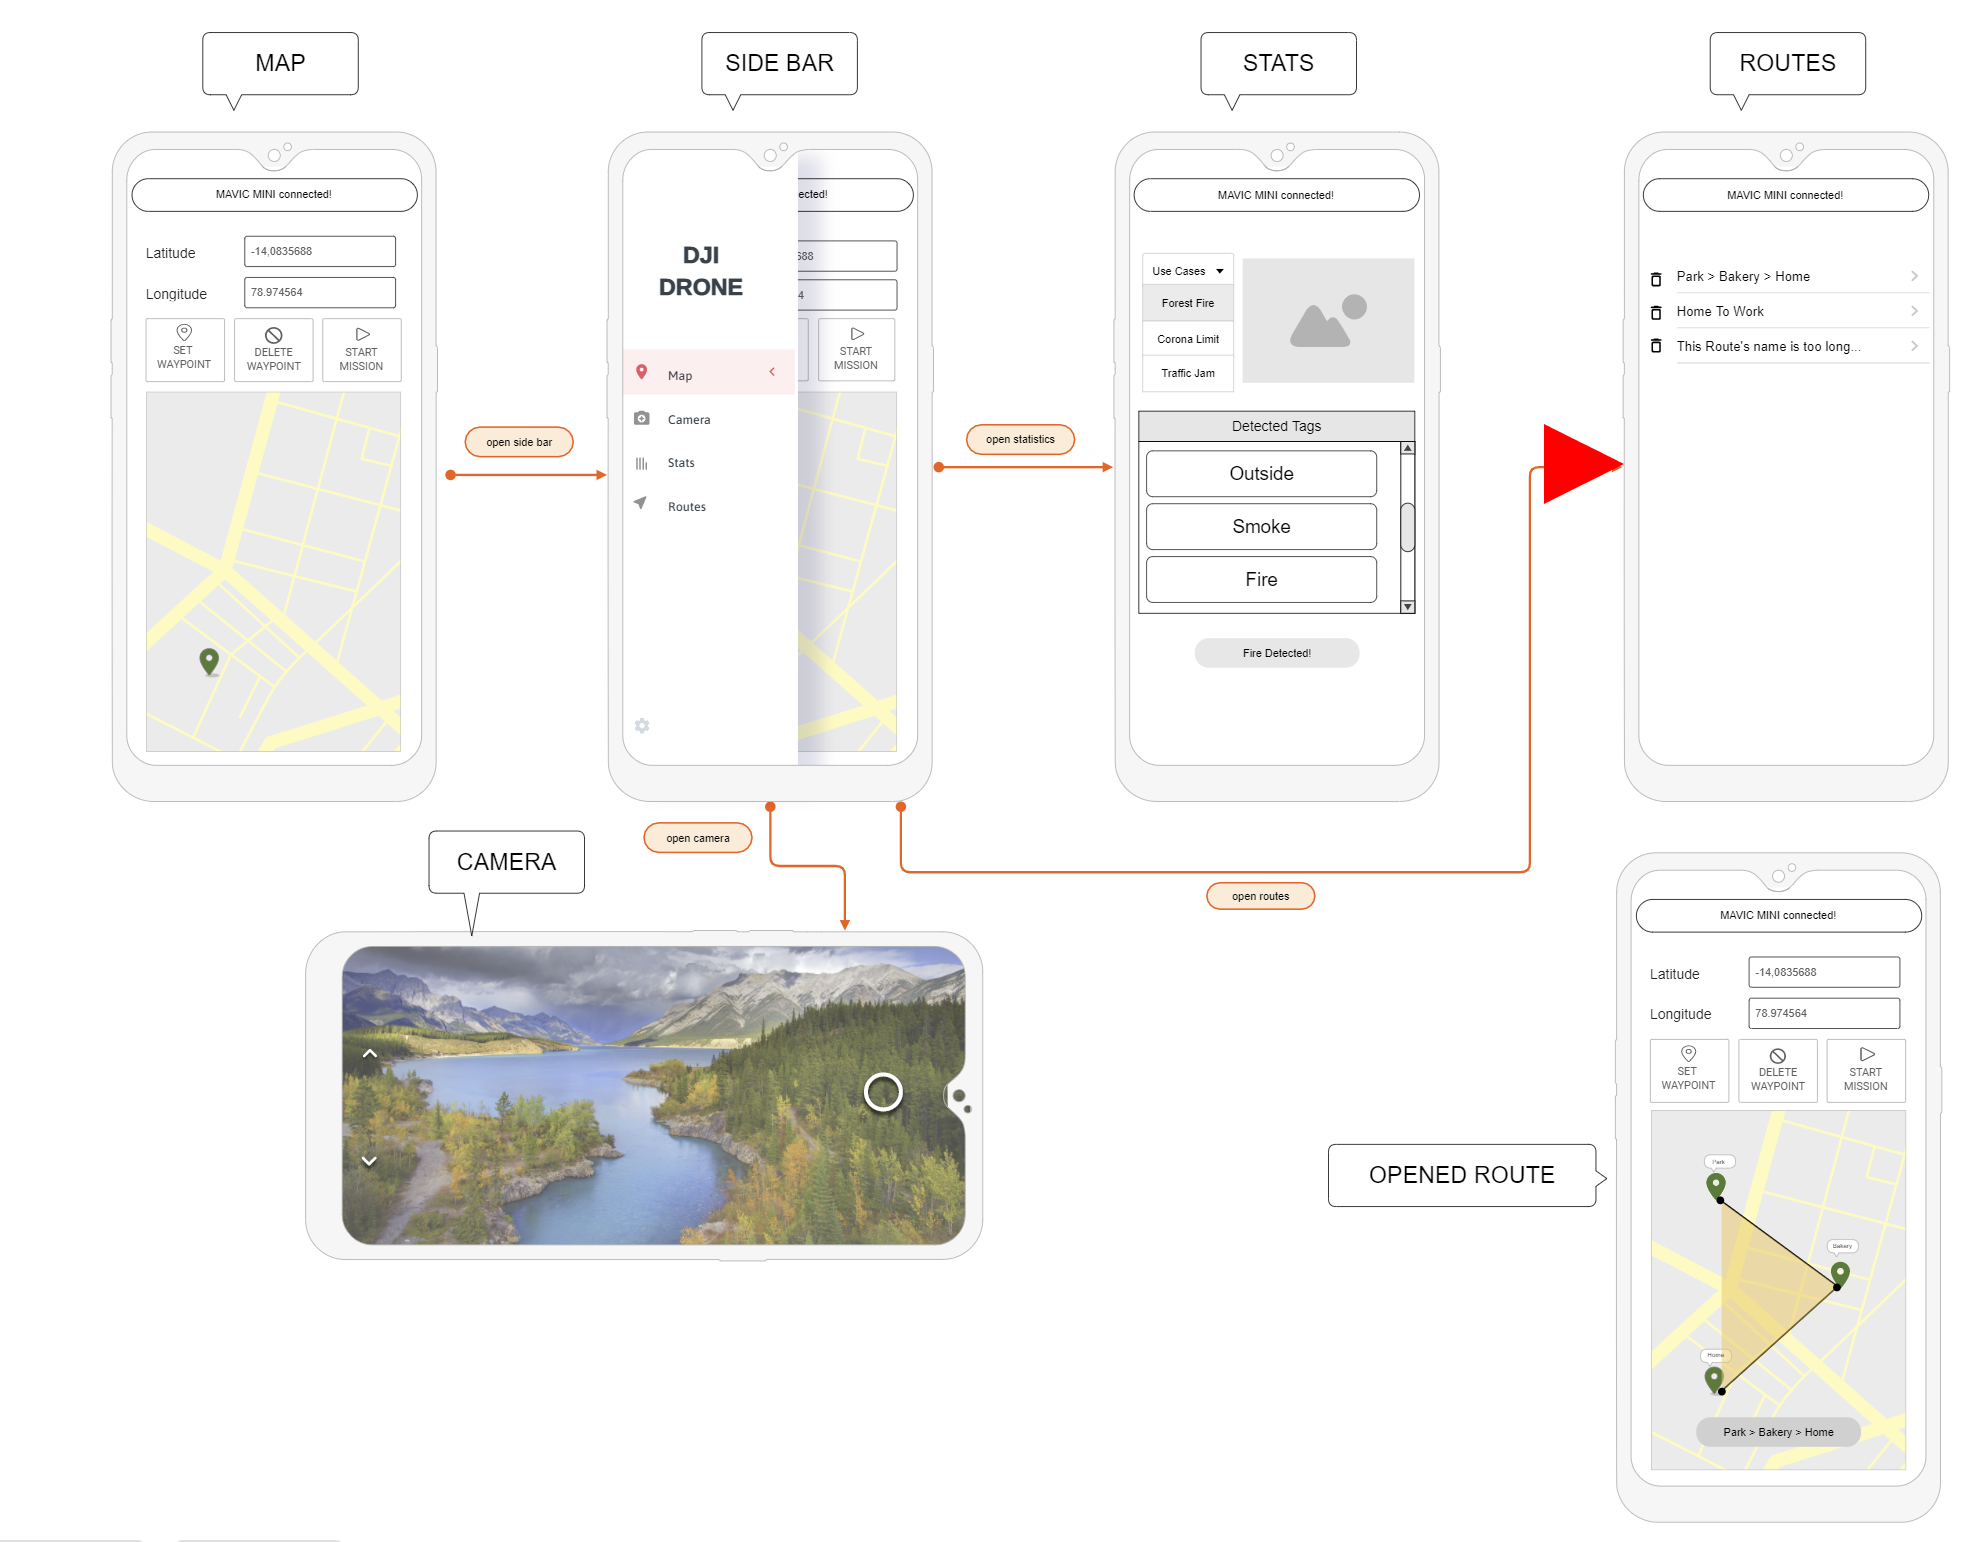 MAP
SIDE BAR
STATS
ROUTES
MAVIC MINI connected!
Latitude
-14,0835688
Longitude
78.974564
SET
WAYPOINT
DELETE
WAYPOINT
START
MISSION
open side bar
DJI
DRONE
Map
Camera
Stats
Routes
ected!
588
4
START
MISSION
open statistics
MAVIC MINI connected!
Use Cases
Forest Fire
Corona Limit
Traffic Jam
Detected Tags
Outside
Smoke
Fire
Fire Detected!
MAVIC MINI connected!
Park > Bakery > Home
Home To Work
This Route's name is too long...
open camera
CAMERA
open routes
OPENED ROUTE
MAVIC MINI connected!
Latitude
-14,0835688
Longitude
78.974564
SET
WAYPOINT
DELETE
WAYPOINT
START
MISSION
Park
Bakery
Home
Park > Bakery > Home